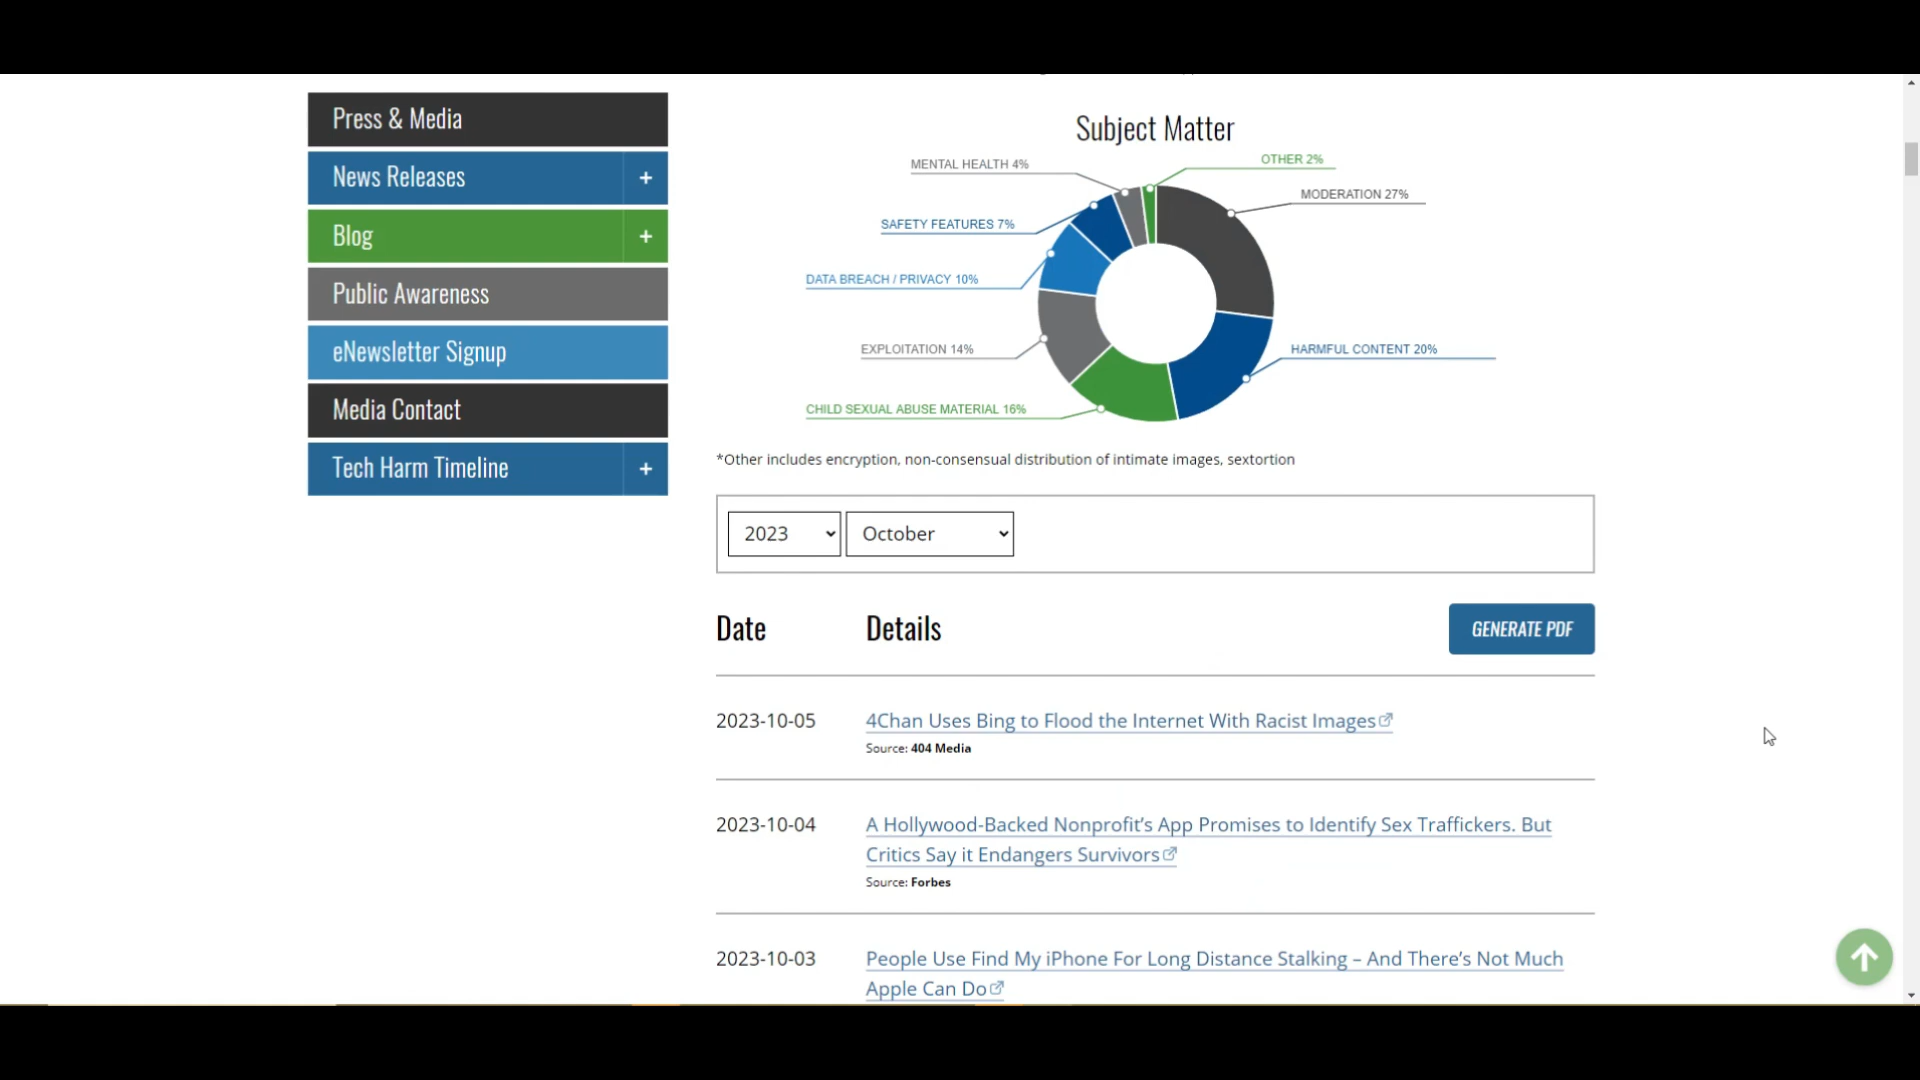 Press & Media
News Releases +
Blog +
Public Awareness
eNewsletter Signup
Media Contact
Tech Harm Timeline +
Subject Matter
OTHER 2%
MENTAL HEALTH 4%
MODERATION 27%
SAFETY FEATURES 7%
DATA BREACH / PRIVACY 10%
EXPLOITATION 14%
HARMFUL CONTENT 20%
CHILD SEXUAL ABUSE MATERIAL 16%
*Other includes encryption, non-consensual distribution of intimate images, sextortion
2023 October
Date Details GENERATE PDF
2023-10-05 4Chan Uses Bing to Flood the Internet With Racist Images
Source: 404 Media
2023-10-04 A Hollywood-Backed Nonprofit’s App Promises to Identify Sex Traffickers. But
Critics Say it Endangers Survivors
Source: Forbes
2023-10-03 People Use Find My iPhone For Long Distance Stalking – And There’s Not Much
Apple Can Do